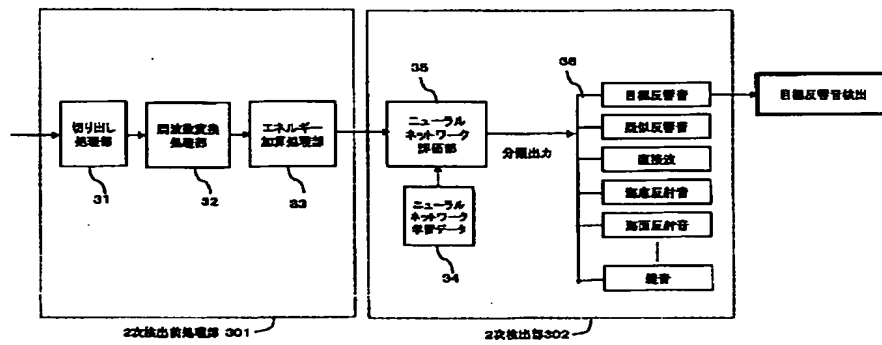 切り出し
処理部
31
周波数変換
処理部
32
エネルギー
加算処理部
33
2次検出前処理部 301
35
ニューラル
ネットワーク
評価部
ニューラル
ネットワーク
学習データ
34
分類出力
36
目標反響音
疑似反響音
直接波
海底反射音
海面反射音
雑音
2次検出部302
目標反響音検出